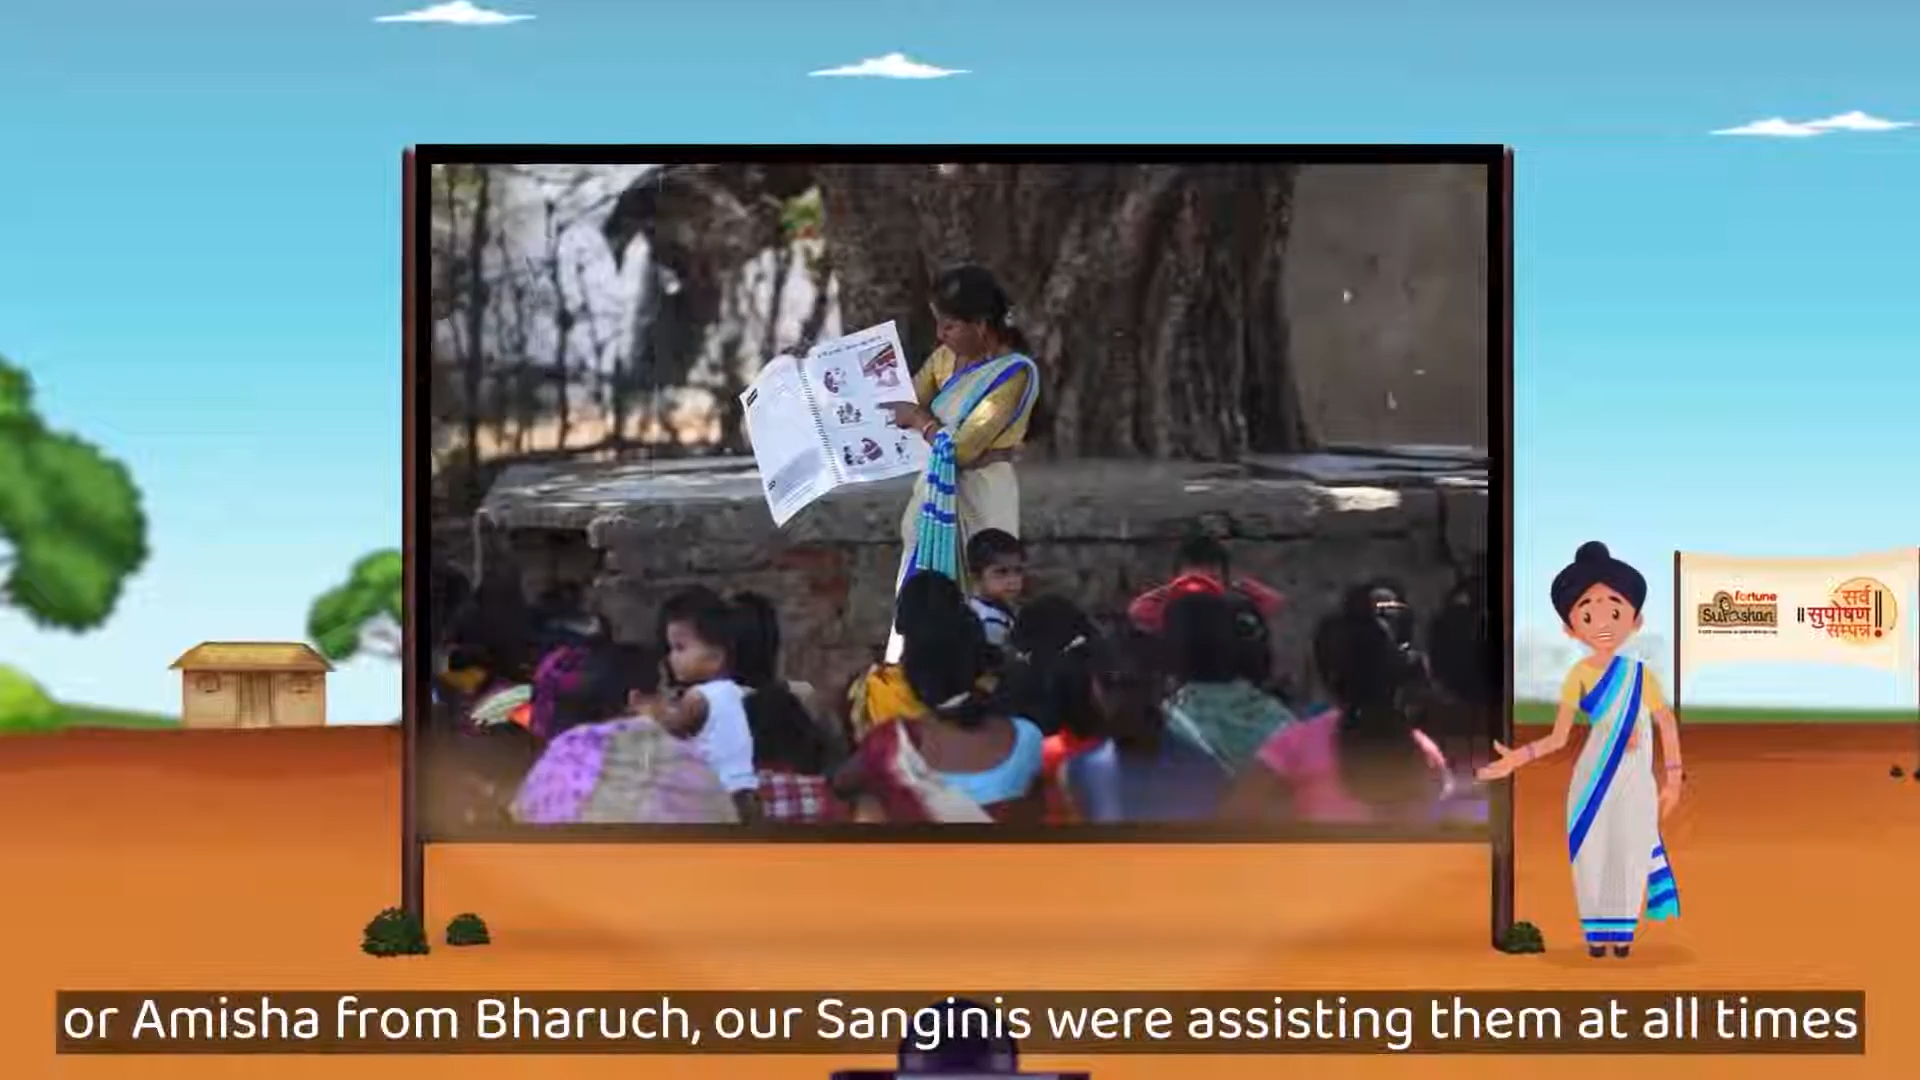 fortune
SuPoshan
सर्व
सुपोषण
सम्पन्न!
or Amisha from Bharuch, our Sanginis were assisting them at all times